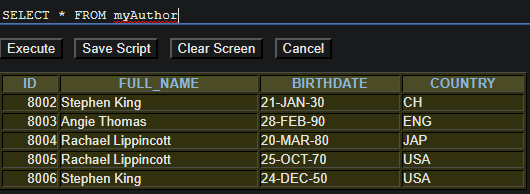 SELECT * FROM myAuthor
Execute Save Script Clear Screen Cancel
ID FULL_NAME BIRTHDATE COUNTRY
8002 Stephen King 21-JAN-30 CH
8003 Angie Thomas 28-FEB-90 ENG
8004 Rachael Lippincott 20-MAR-80 JAP
8005 Rachael Lippincott 25-OCT-70 USA
8006 Stephen King 24-DEC-50 USA